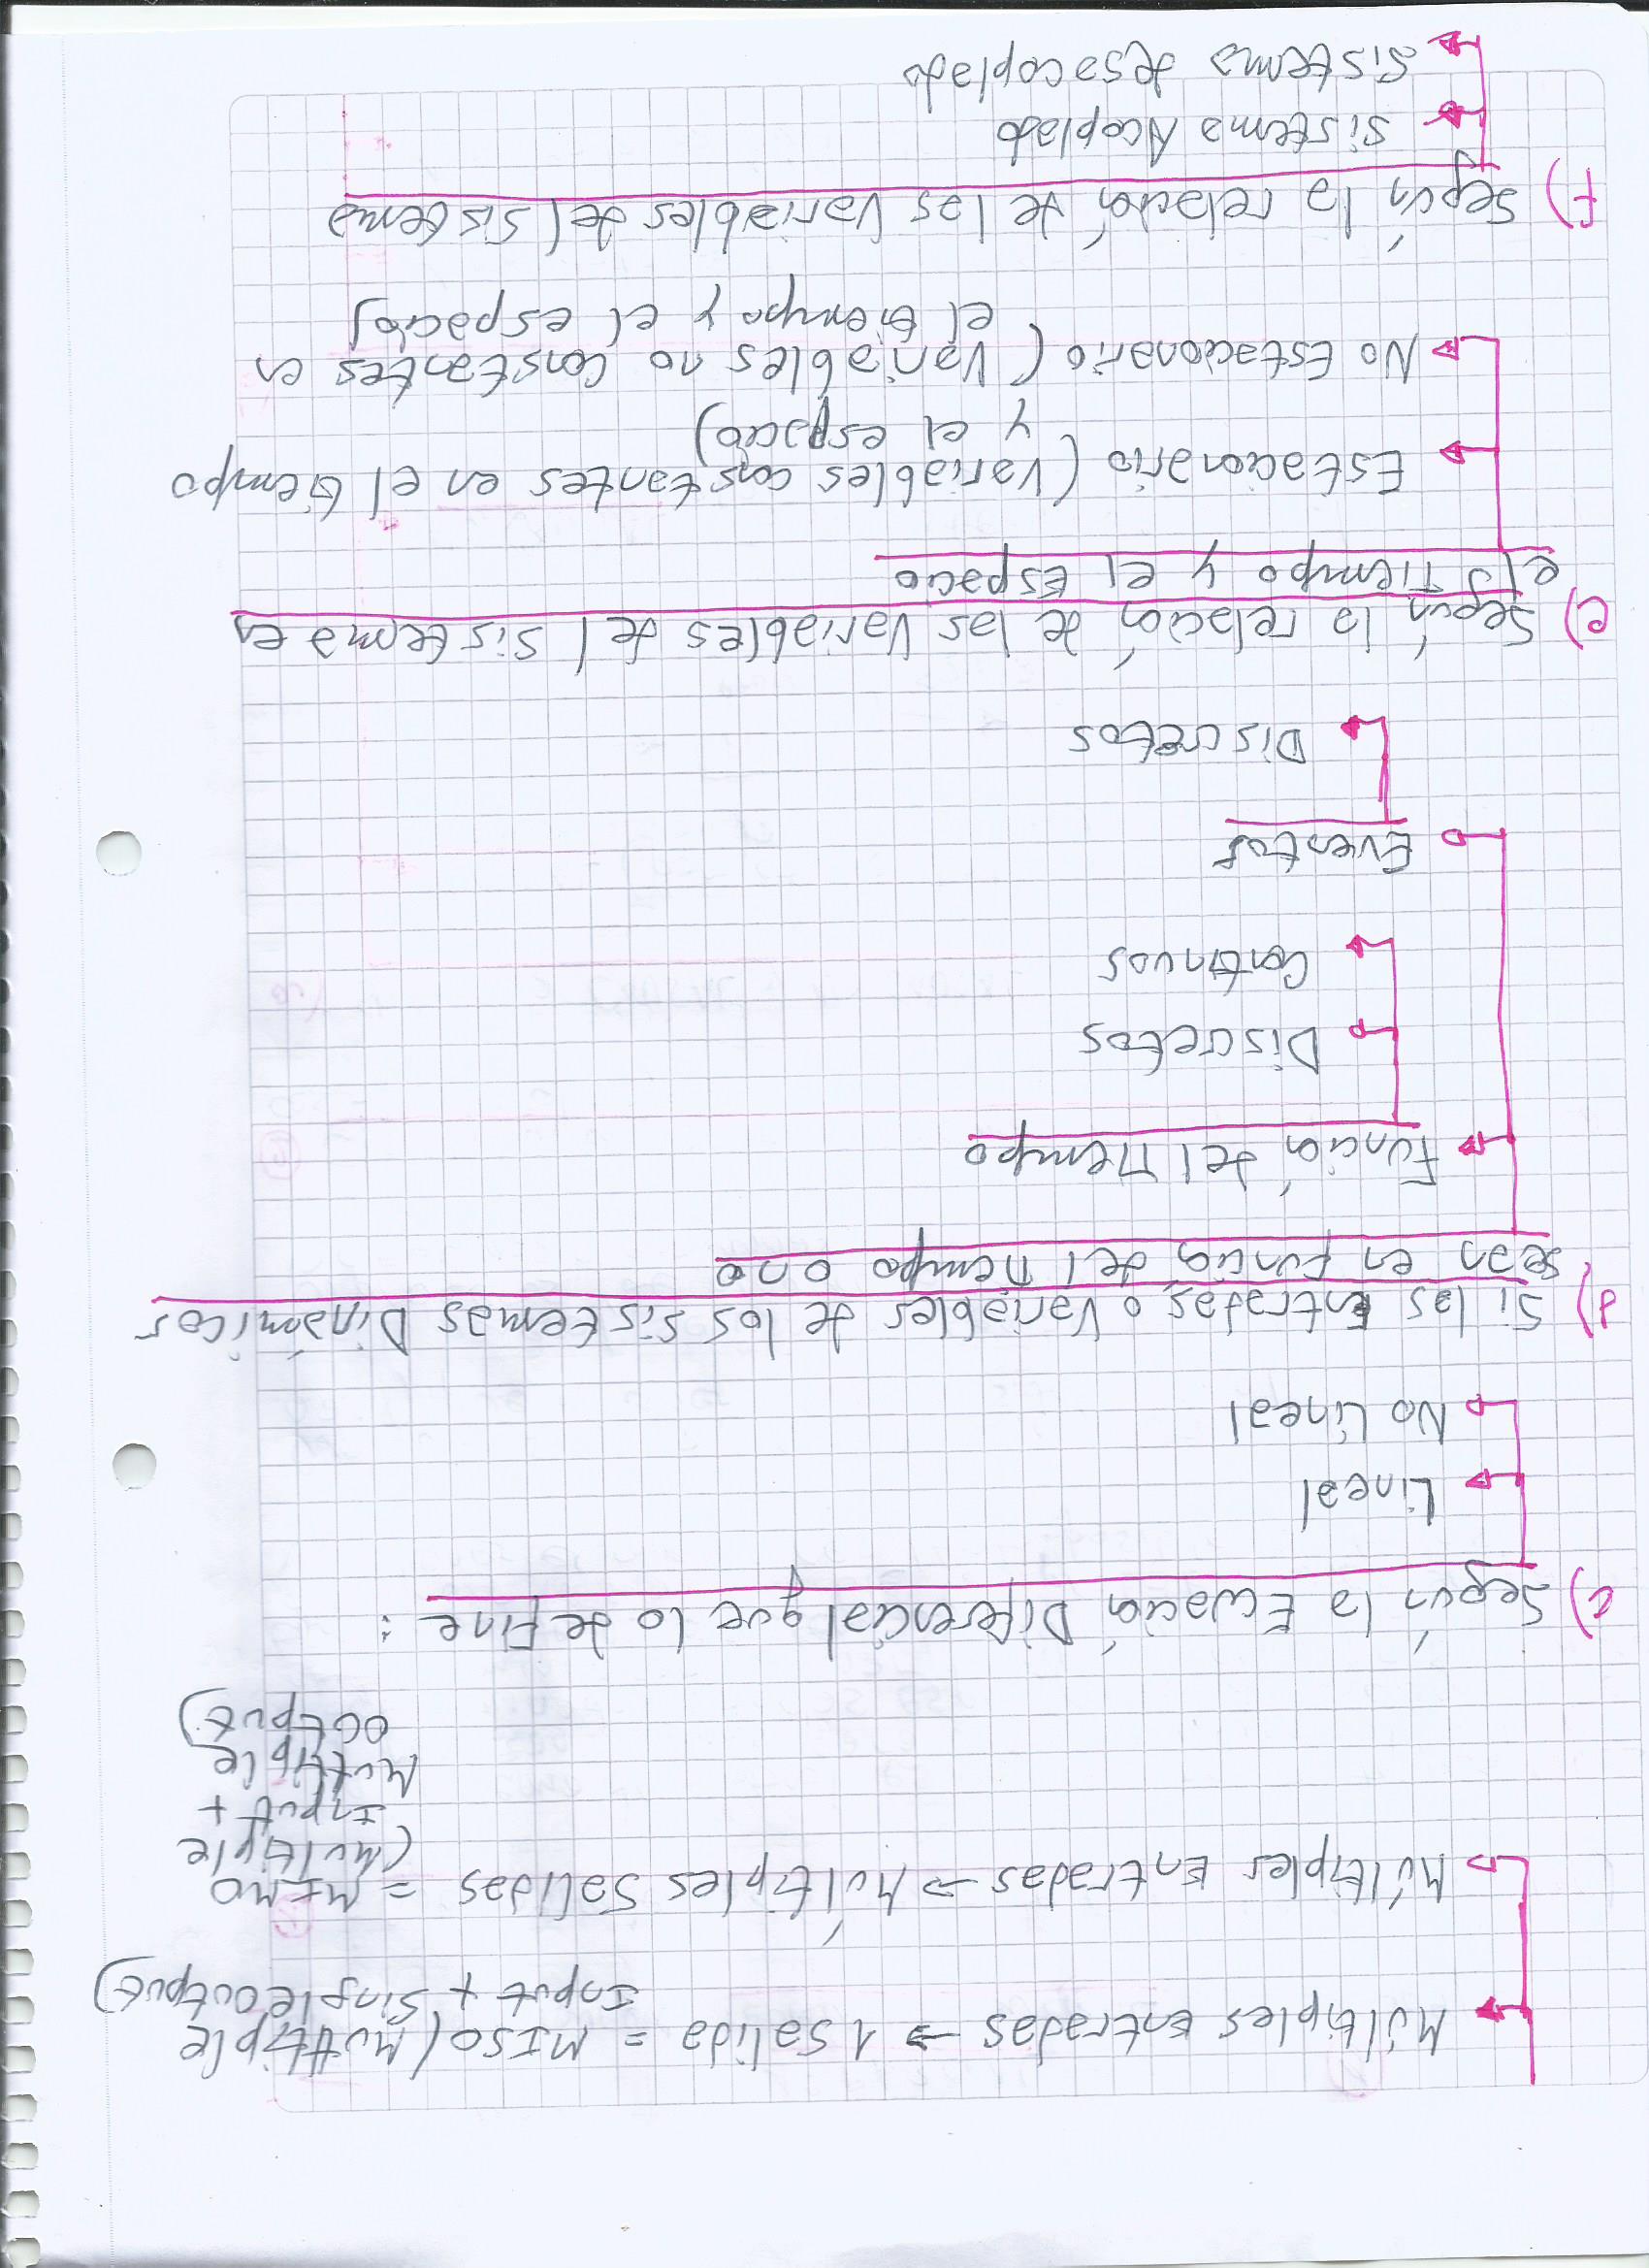 Múltiples Entradas → 1 Salida = MISO (Multiple
Input + Single Output)
Múltiples Entradas → Múltiples Salidas = MIMO
(Multiple
Input +
Multiple
Output)
c) Según la Ecuación Diferencial que lo define :
Lineal
No Lineal
d) Si las Entradas o Variables de los sistemas Dinámicos
sean en función del Tiempo o no
Función del Tiempo
Discretos
Continuos
Eventos
Discretos
e) Según la relación de las Variables del Sistema en
el Tiempo y el Espacio
Estacionario (Variables constantes en el tiempo
y el espacio)
No Estacionario (Variables no constantes en
el tiempo y el espacio)
f) Según la relación de las Variables del Sistema
Sistema Acoplado
Sistema desacoplado